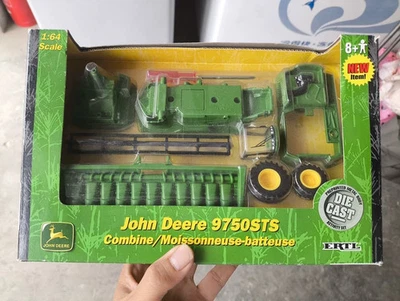 1:64
Scale
8+
NEW
Item!
DIE
CAST
John Deere 9750STS
Combine/Moissonneuse-batteuse
JOHN DEERE
ERTL